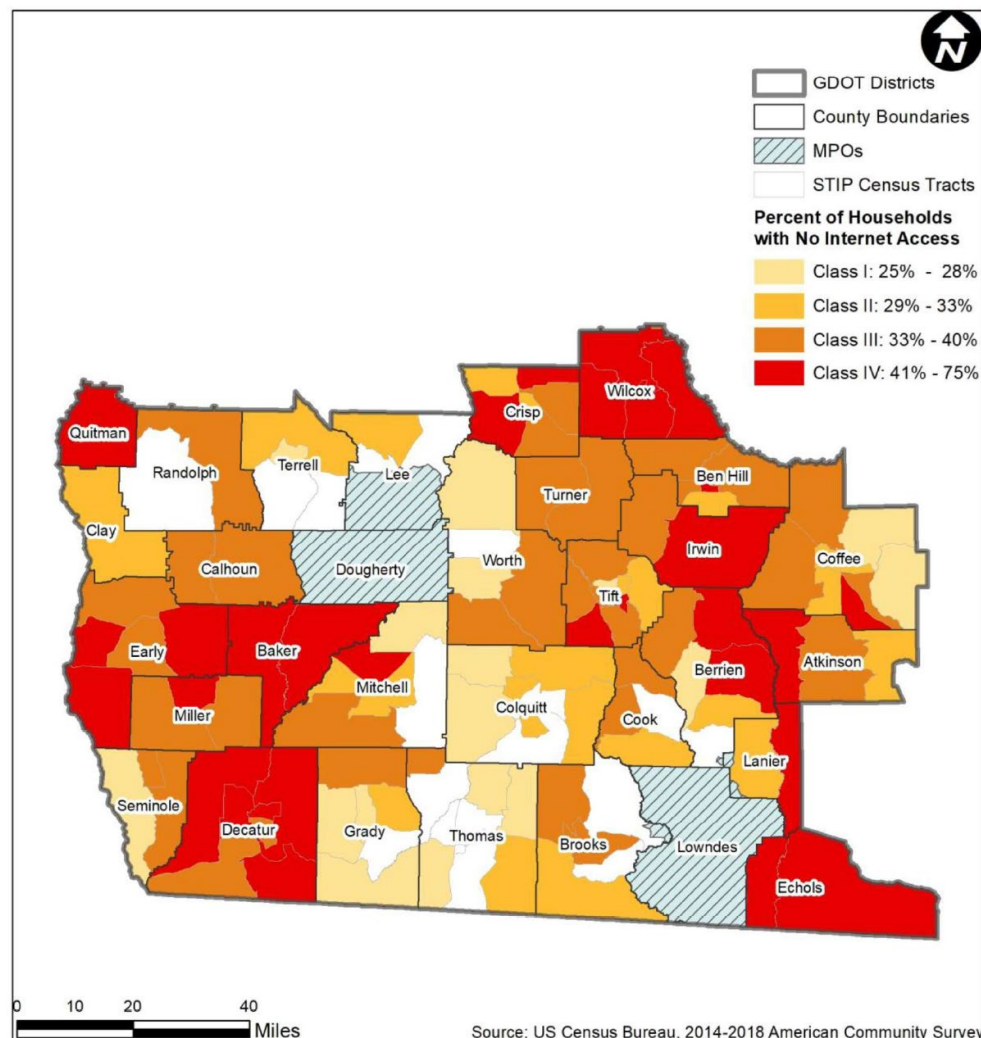 N
GDOT Districts
County Boundaries
MPOs
STIP Census Tracts
Percent of Households
with No Internet Access
Class I: 25% - 28%
Class II: 29% - 33%
Class III: 33% - 40%
Class IV: 41% - 75%
Wilcox
Crisp
Quitman
Terrell
Randolph
Lee
Ben Hill
Turner
Clay
Irwin
Coffee
Worth
Calhoun
Dougherty
Tift
Early
Baker
Atkinson
Berrien
Mitchell
Colquitt
Miller
Cook
Lanier
Seminole
Decatur
Grady
Thomas
Brooks
Lowndes
Echols
0 10 20 40
Miles
Source: US Census Bureau, 2014-2018 American Community Survey